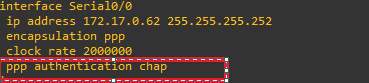 interface Serial0/0
ip address 172.17.0.62 255.255.255.252
encapsulation ppp
clock rate 2000000
ppp authentication chap